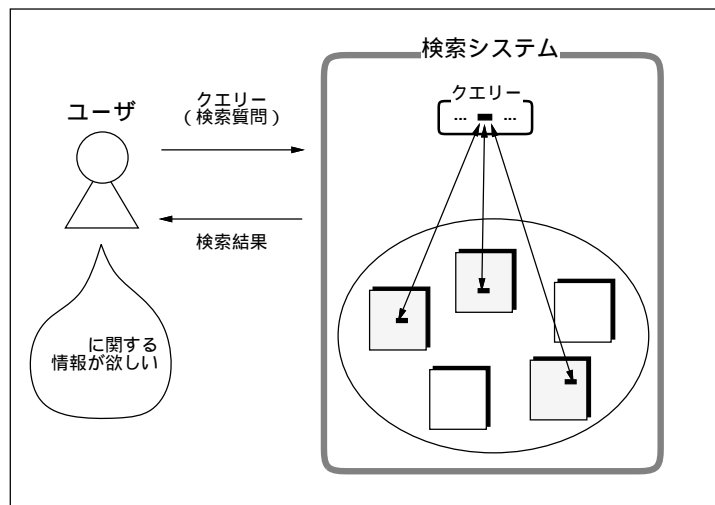 検索システム
ユーザ
クエリー
(検索質問)
クエリー
... ...
検索結果
に関する
情報が欲しい